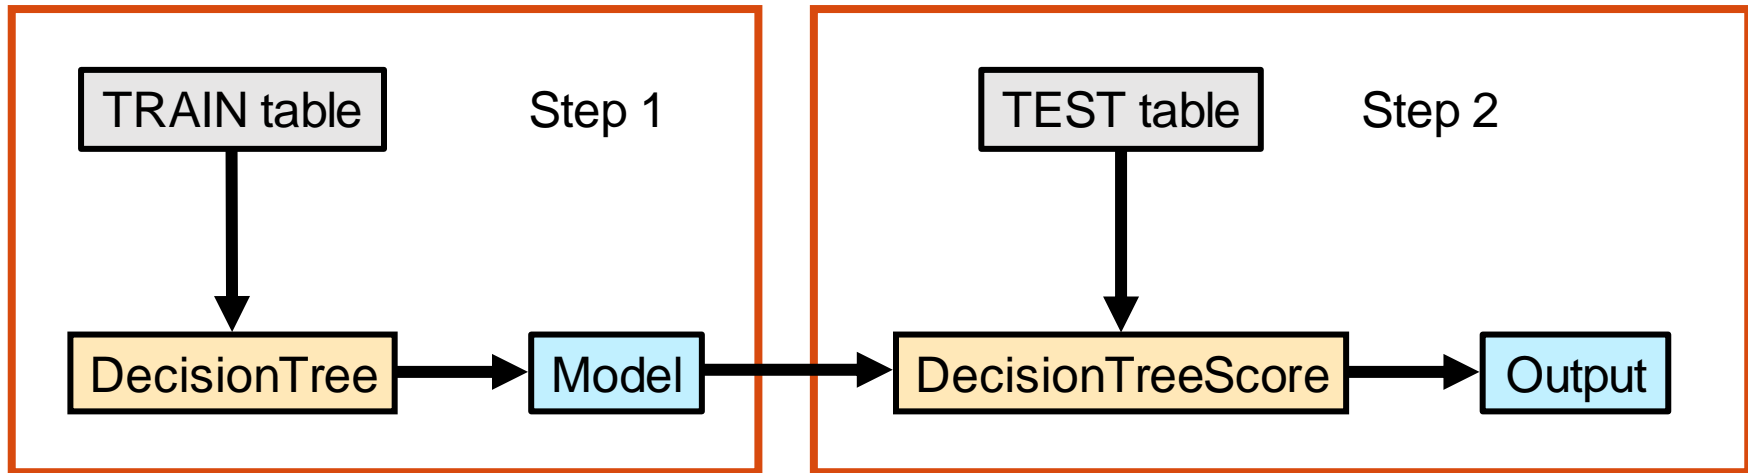 TRAIN table
Step 1
DecisionTree
Model
TEST table
Step 2
DecisionTreeScore
Output